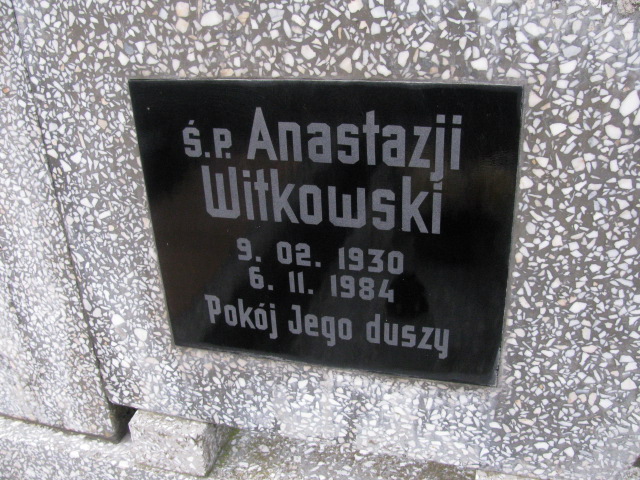 Ś.P. Anastazji
Witkowski
9. 02. 1930
6. 11. 1984
Pokój Jego duszy